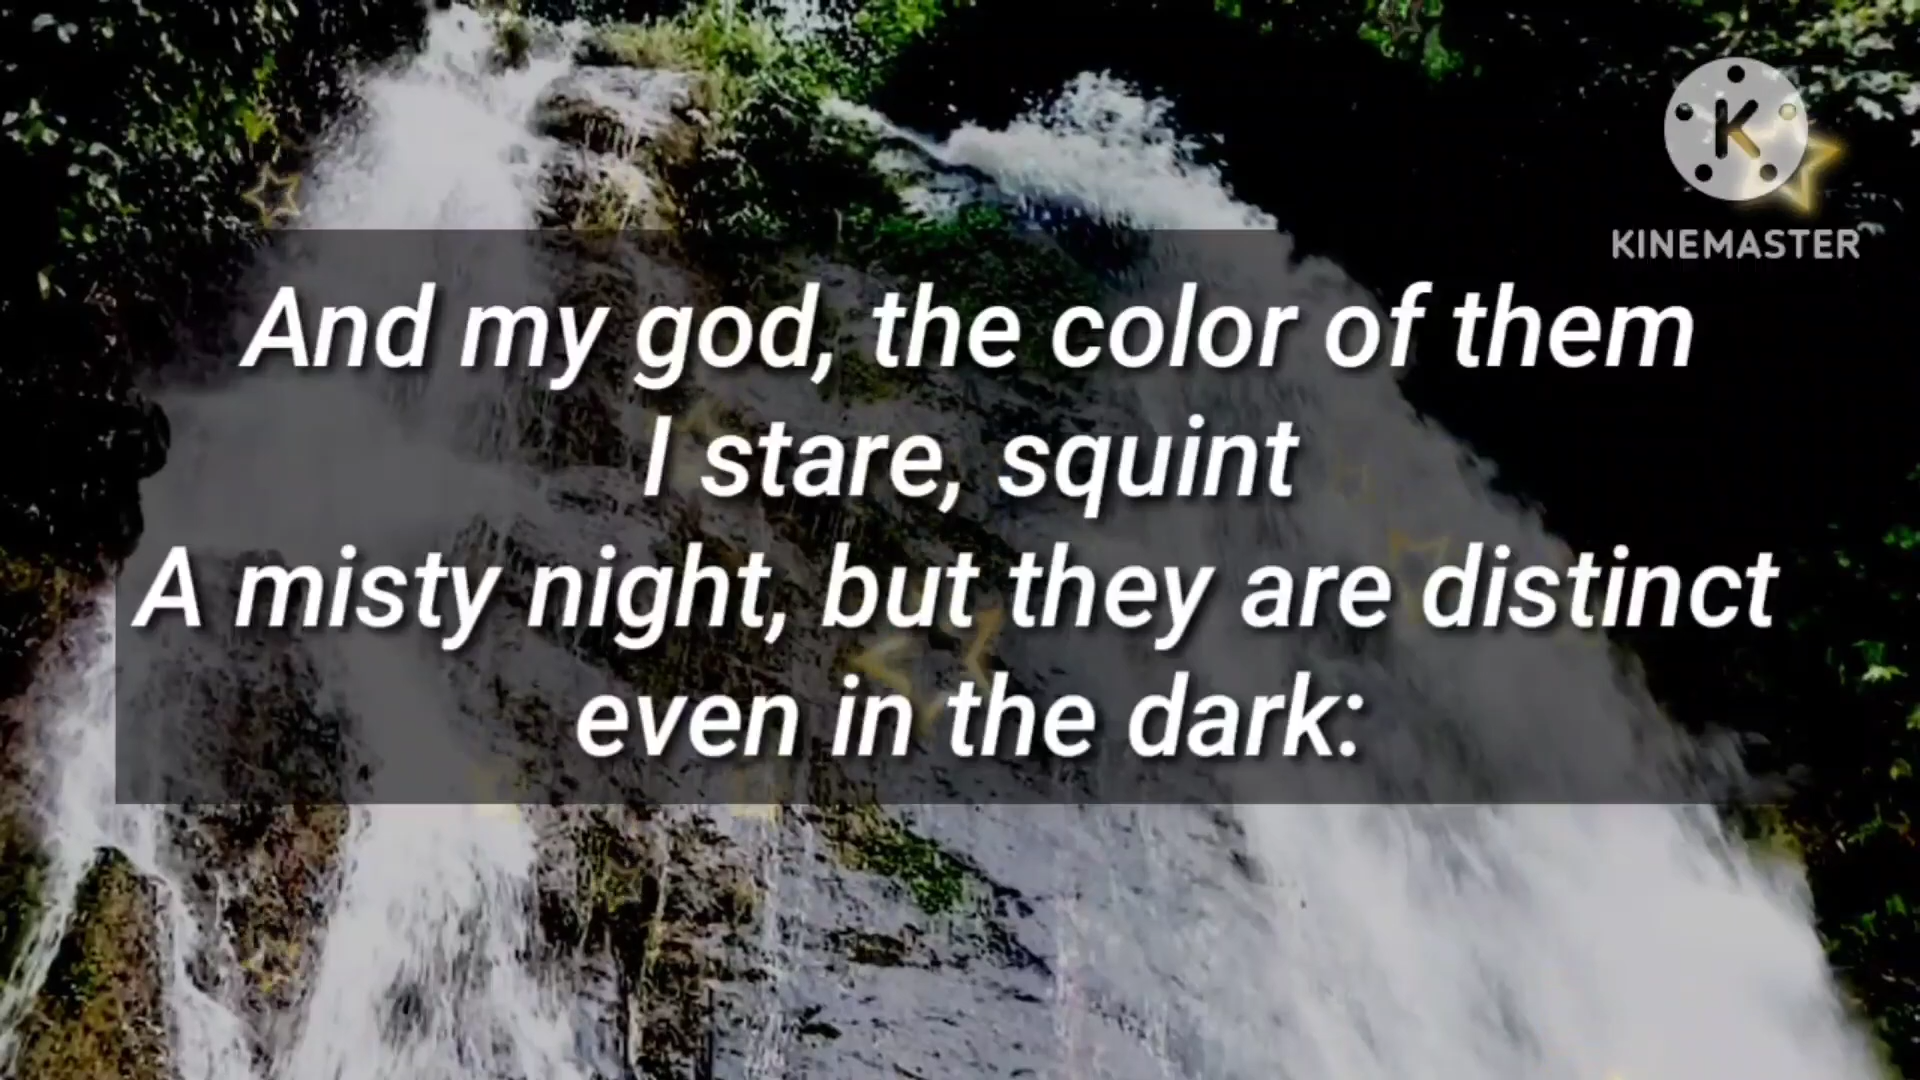 K
KINEMASTER
And my god, the color of them
I stare, squint
A misty night, but they are distinct
even in the dark: